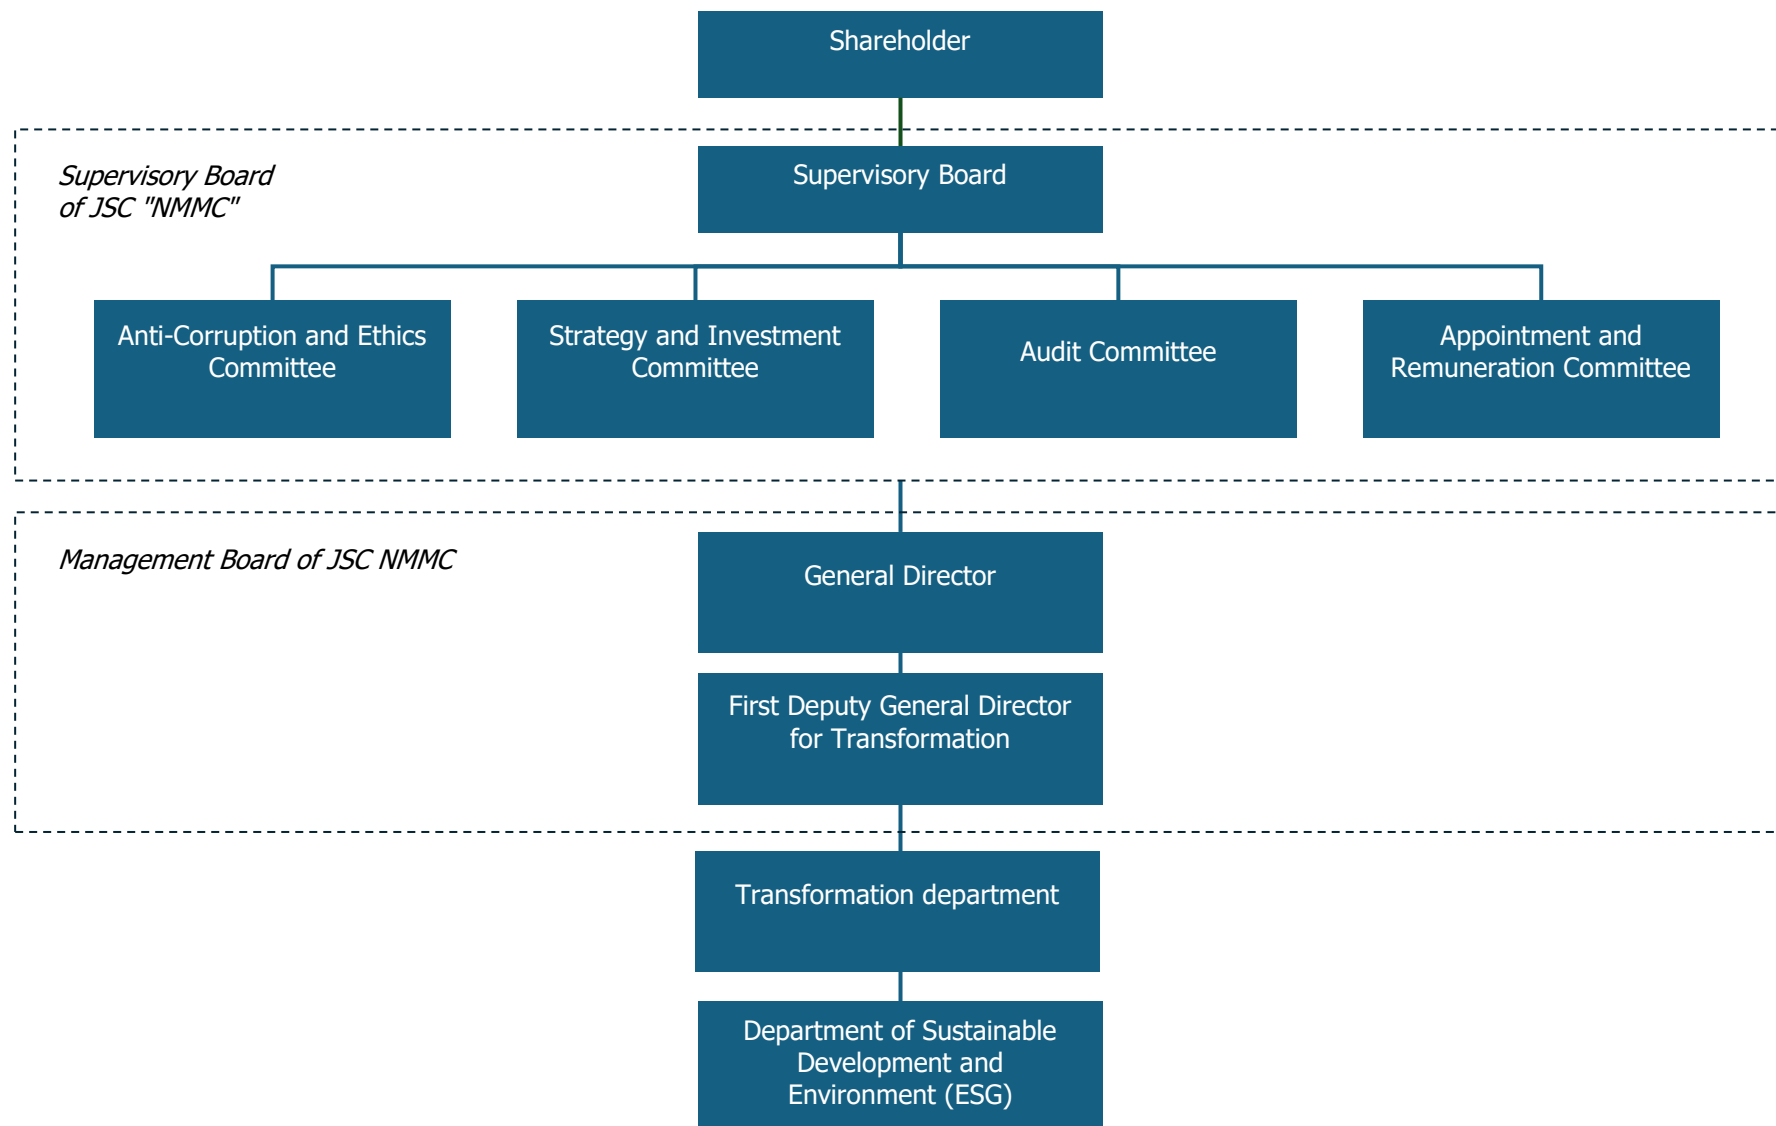 Shareholder
Supervisory Board
of JSC "NMMC"
Supervisory Board
Anti-Corruption and Ethics
Committee
Strategy and Investment
Committee
Audit Committee
Appointment and
Remuneration Committee
Management Board of JSC NMMC
General Director
First Deputy General Director
for Transformation
Transformation department
Department of Sustainable
Development and
Environment (ESG)